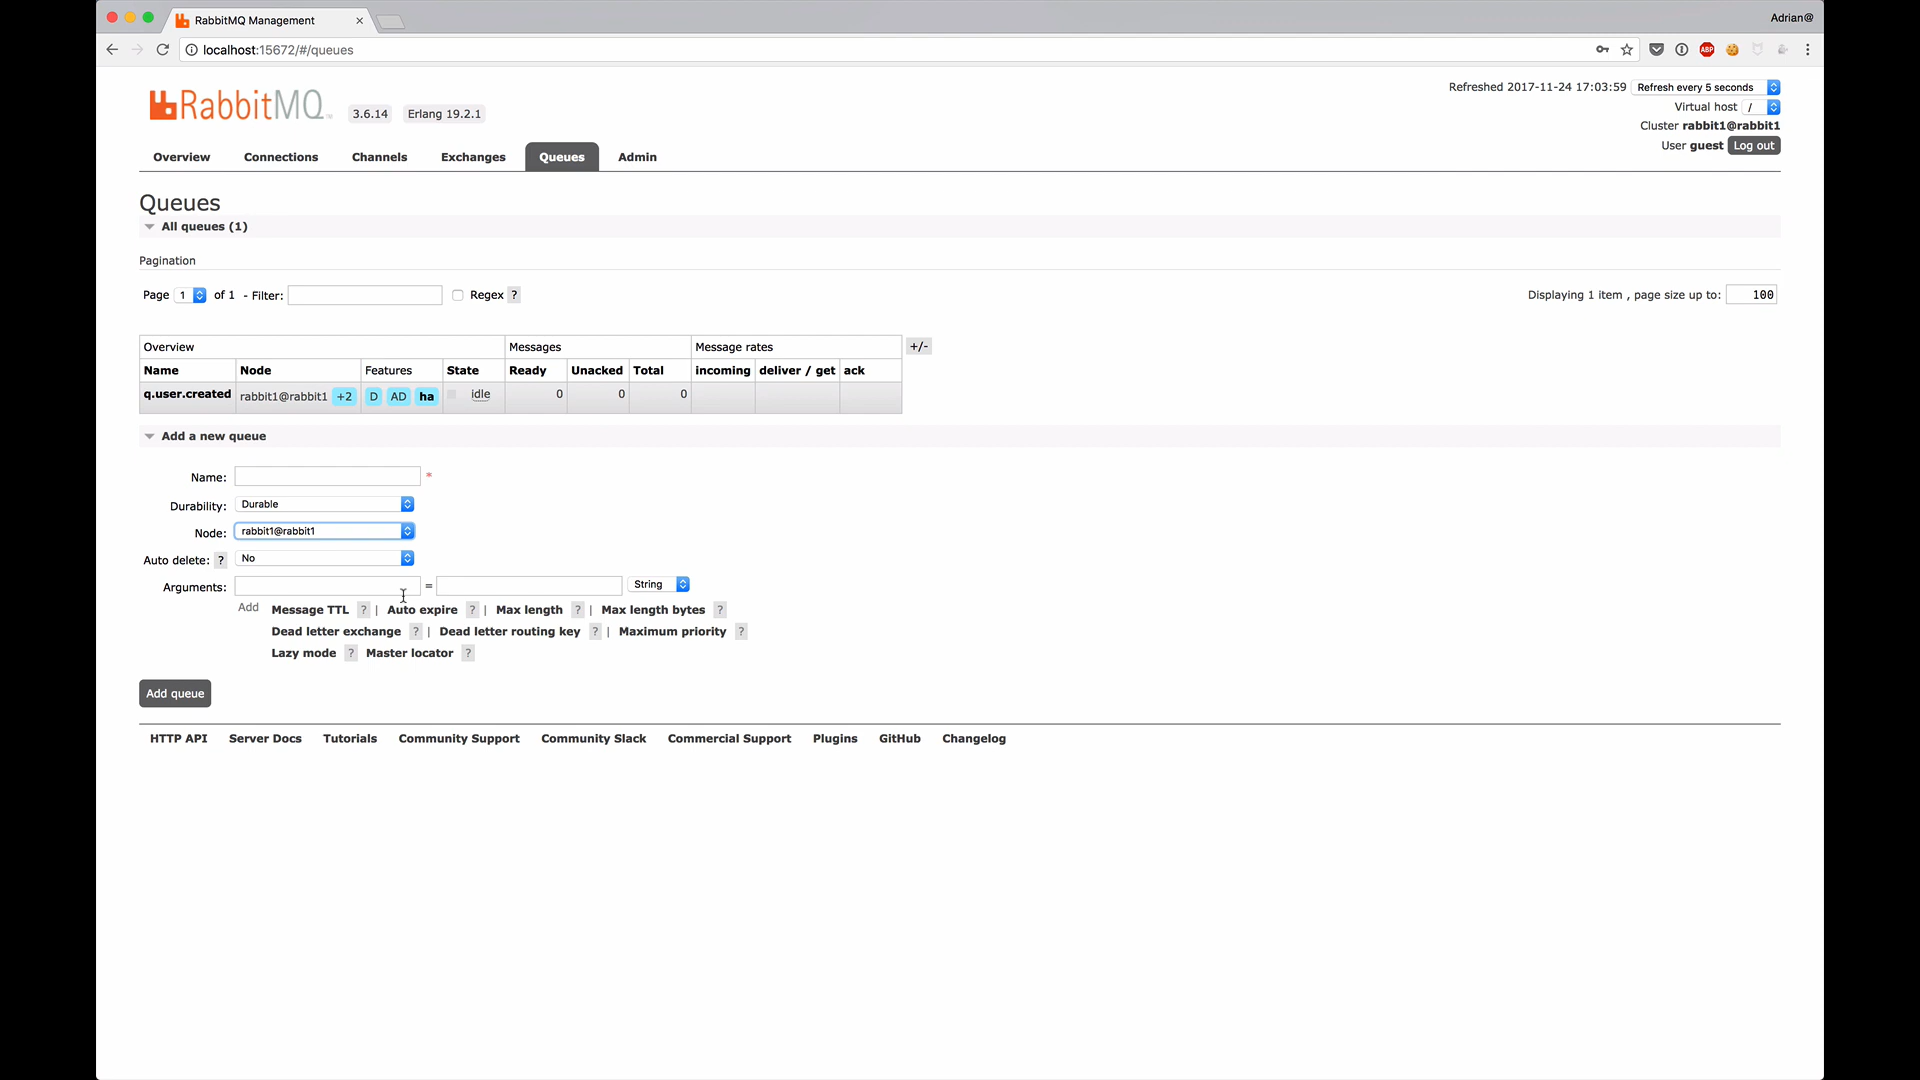 RabbitMQ Management
Adrian@
localhost:15672/#/queues
ABP
Refreshed 2017-11-24 17:03:59 Refresh every 5 seconds
RabbitMQ 3.6.14 Erlang 19.2.1
Virtual host /
Cluster rabbit1@rabbit1
User guest Log out
Overview Connections Channels Exchanges Queues Admin
Queues
All queues (1)
Pagination
Page 1 of 1 - Filter: Regex ? Displaying 1 item , page size up to: 100
Overview Messages Message rates +/-
Name Node Features State Ready Unacked Total incoming deliver / get ack
q.user.created rabbit1@rabbit1 +2 D AD ha idle 0 0 0
Add a new queue
Name: *
Durability: Durable
Node: rabbit1@rabbit1
Auto delete: ? No
Arguments: = String
Add Message TTL ? | Auto expire ? | Max length ? | Max length bytes ?
Dead letter exchange ? | Dead letter routing key ? | Maximum priority ?
Lazy mode ? Master locator ?
Add queue
HTTP API Server Docs Tutorials Community Support Community Slack Commercial Support Plugins GitHub Changelog